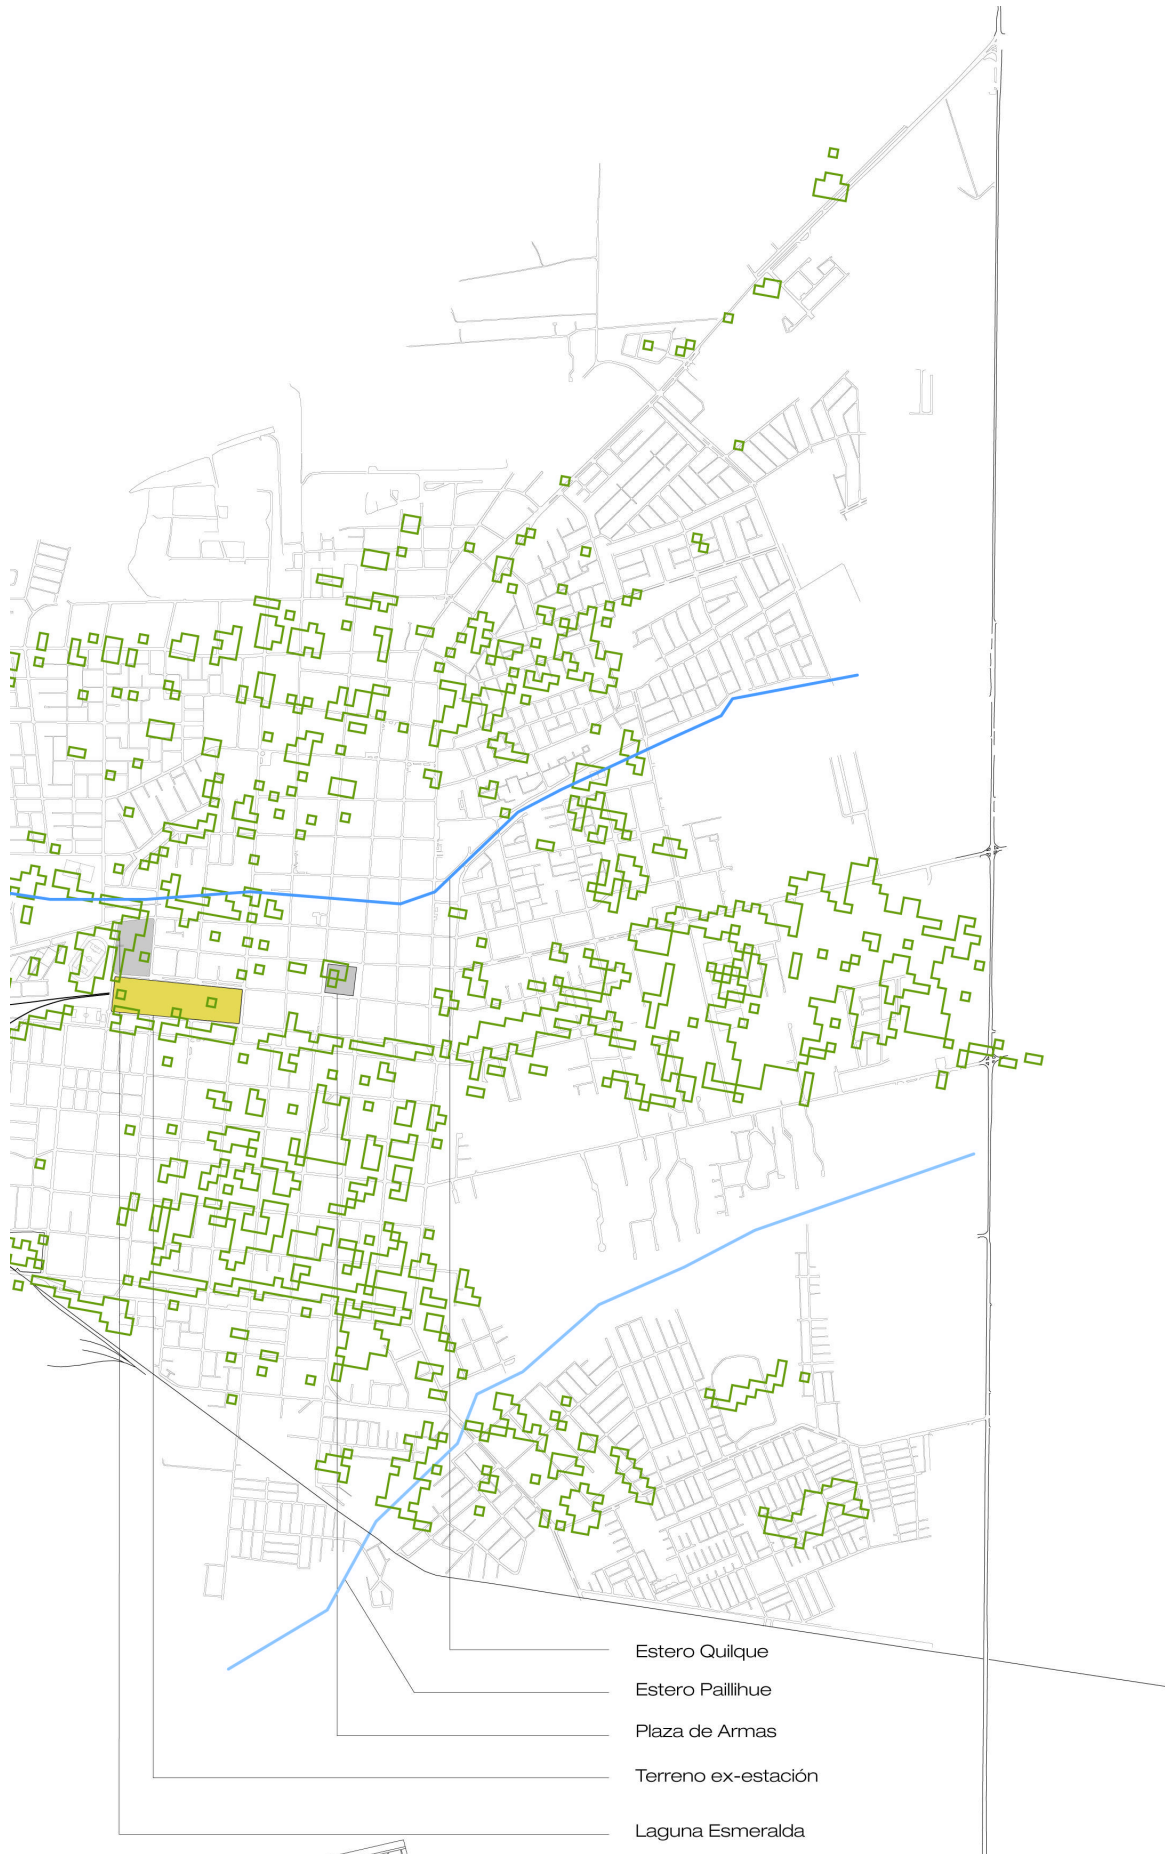 Estero Quilque
Estero Paillihue
Plaza de Armas
Terreno ex-estación
Laguna Esmeralda